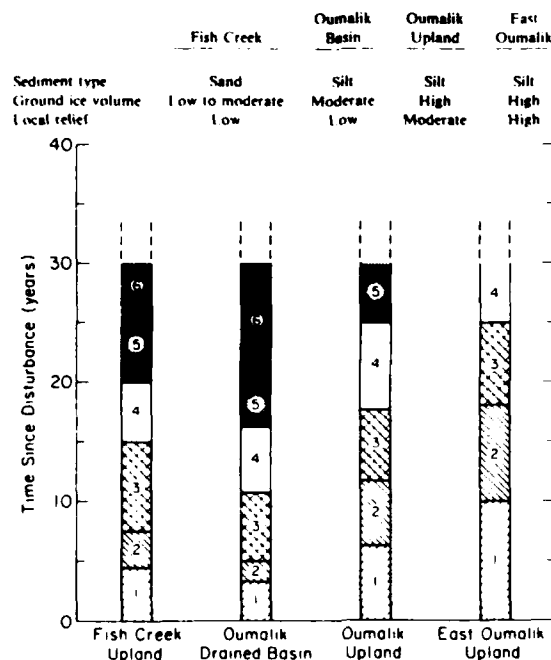 Fish Creek
Oumalik Basin
Oumalik Upland
East Oumalik
Sediment type Sand Silt Silt Silt
Ground ice volume Low to moderate Moderate High High
Local relief Low Low Moderate High
Time Since Disturbance (years)
40
30
20
10
0
5 4 3 2 1
5 4 3 2 1
5 4 3 2 1
4 3 2 1
Fish Creek Upland
Oumalik Drained Basin
Oumalik Upland
East Oumalik Upland